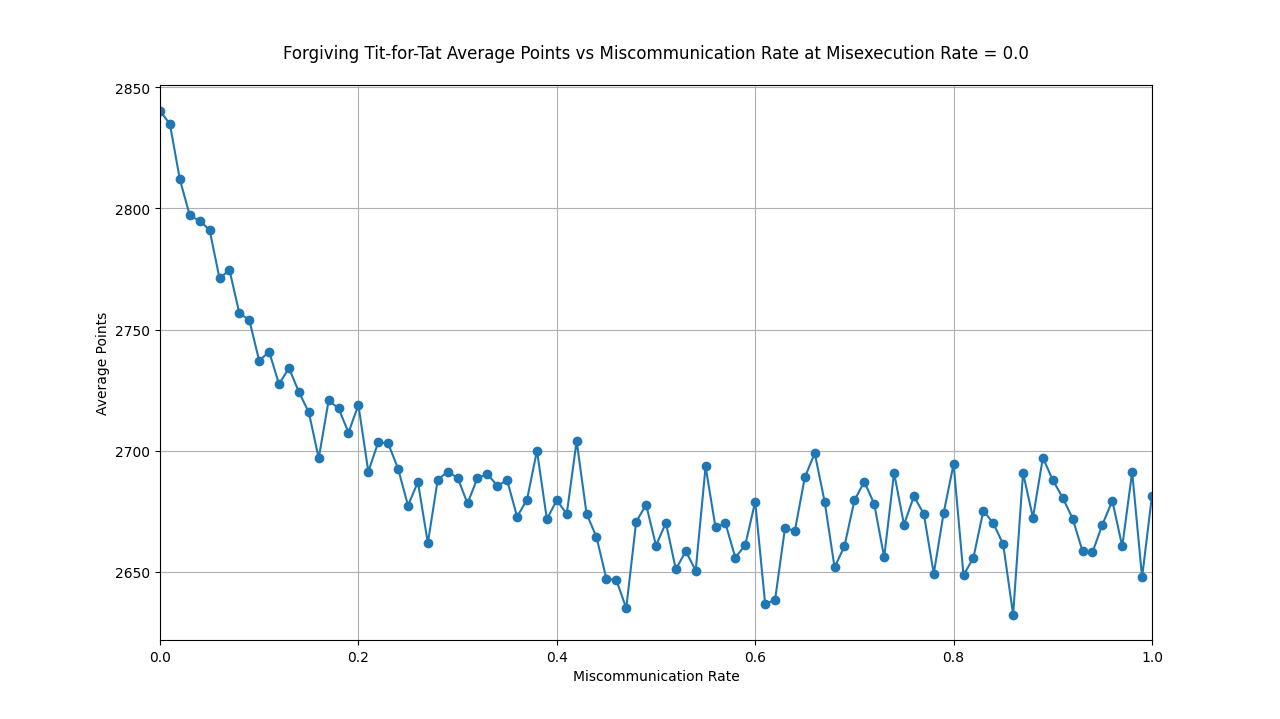 Forgiving Tit-for-Tat Average Points vs Miscommunication Rate at Misexecution Rate = 0.0
2850
2800
2750
2700
2650
Average Points
0.0 0.2 0.4 0.6 0.8 1.0
Miscommunication Rate